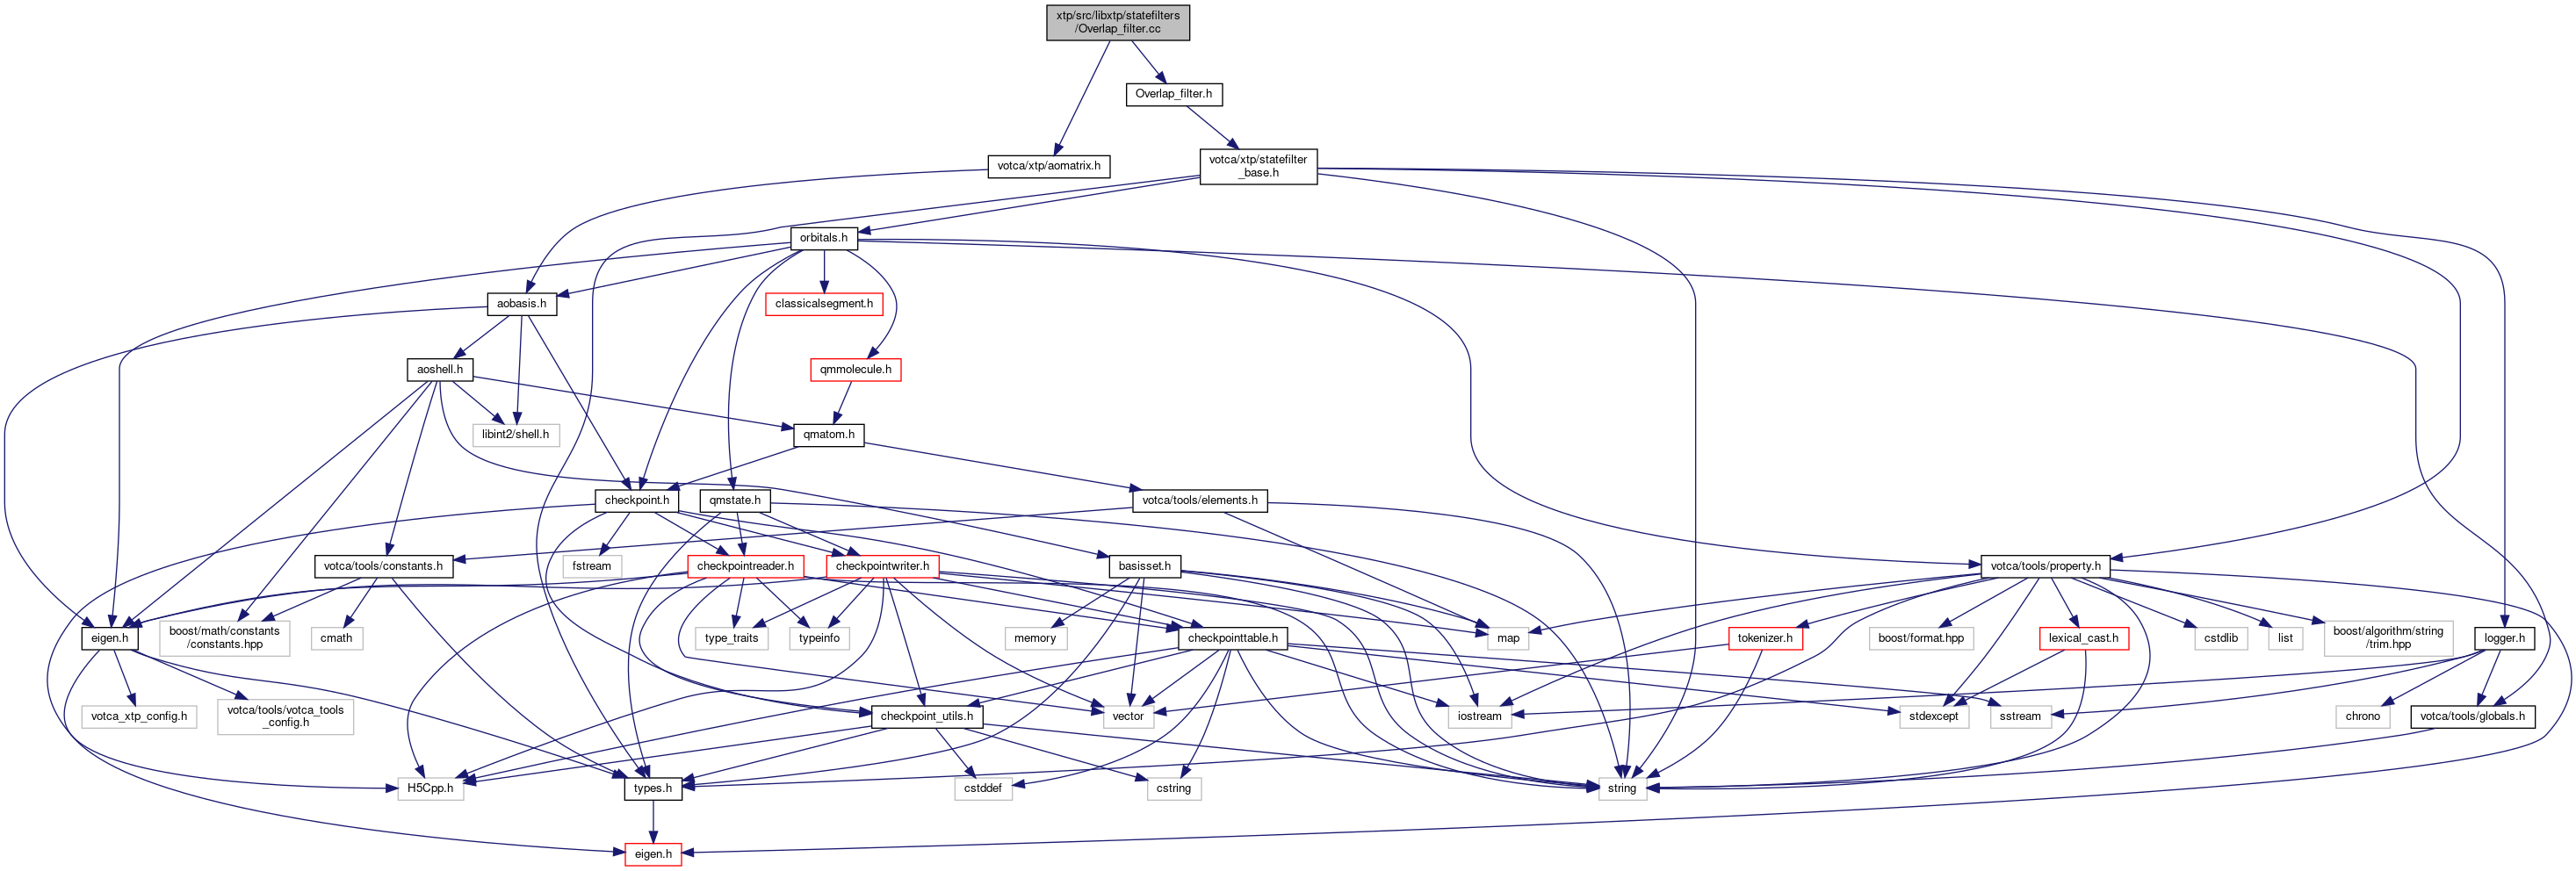 xtp/src/libxtp/statefilters
/Overlap_filter.cc
Overlap_filter.h
votca/xtp/aomatrix.h
votca/xtp/statefilter
_base.h
orbitals.h
aobasis.h
classicalsegment.h
aoshell.h
qmmolecule.h
libint2/shell.h
qmatom.h
checkpoint.h
qmstate.h
votca/tools/elements.h
votca/tools/constants.h
fstream
checkpointreader.h
checkpointwriter.h
basisset.h
votca/tools/property.h
eigen.h
boost/math/constants
/constants.hpp
cmath
type_traits
typeinfo
memory
checkpointtable.h
map
tokenizer.h
boost/format.hpp
lexical_cast.h
cstdlib
list
boost/algorithm/string
/trim.hpp
logger.h
votca_xtp_config.h
votca/tools/votca_tools
_config.h
checkpoint_utils.h
vector
iostream
stdexcept
sstream
chrono
votca/tools/globals.h
H5Cpp.h
types.h
cstddef
cstring
string
eigen.h